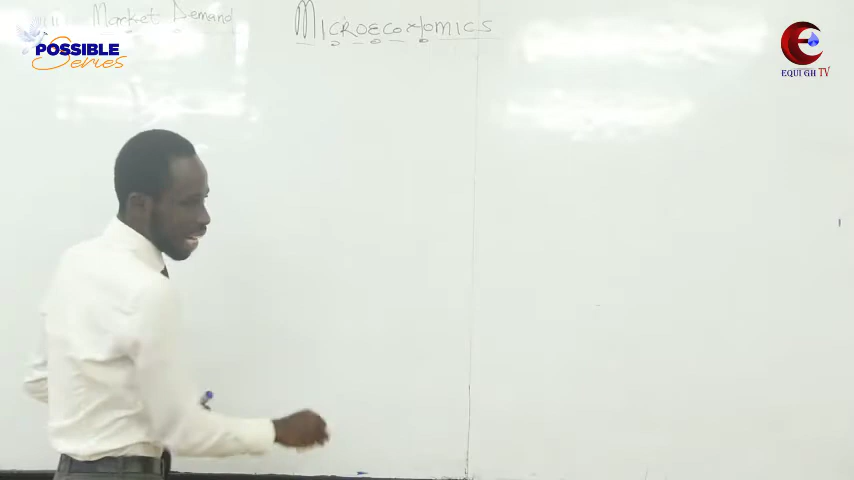 Market Demand
MICROECONOMICS
POSSIBLE
Series
EQUI GH TV